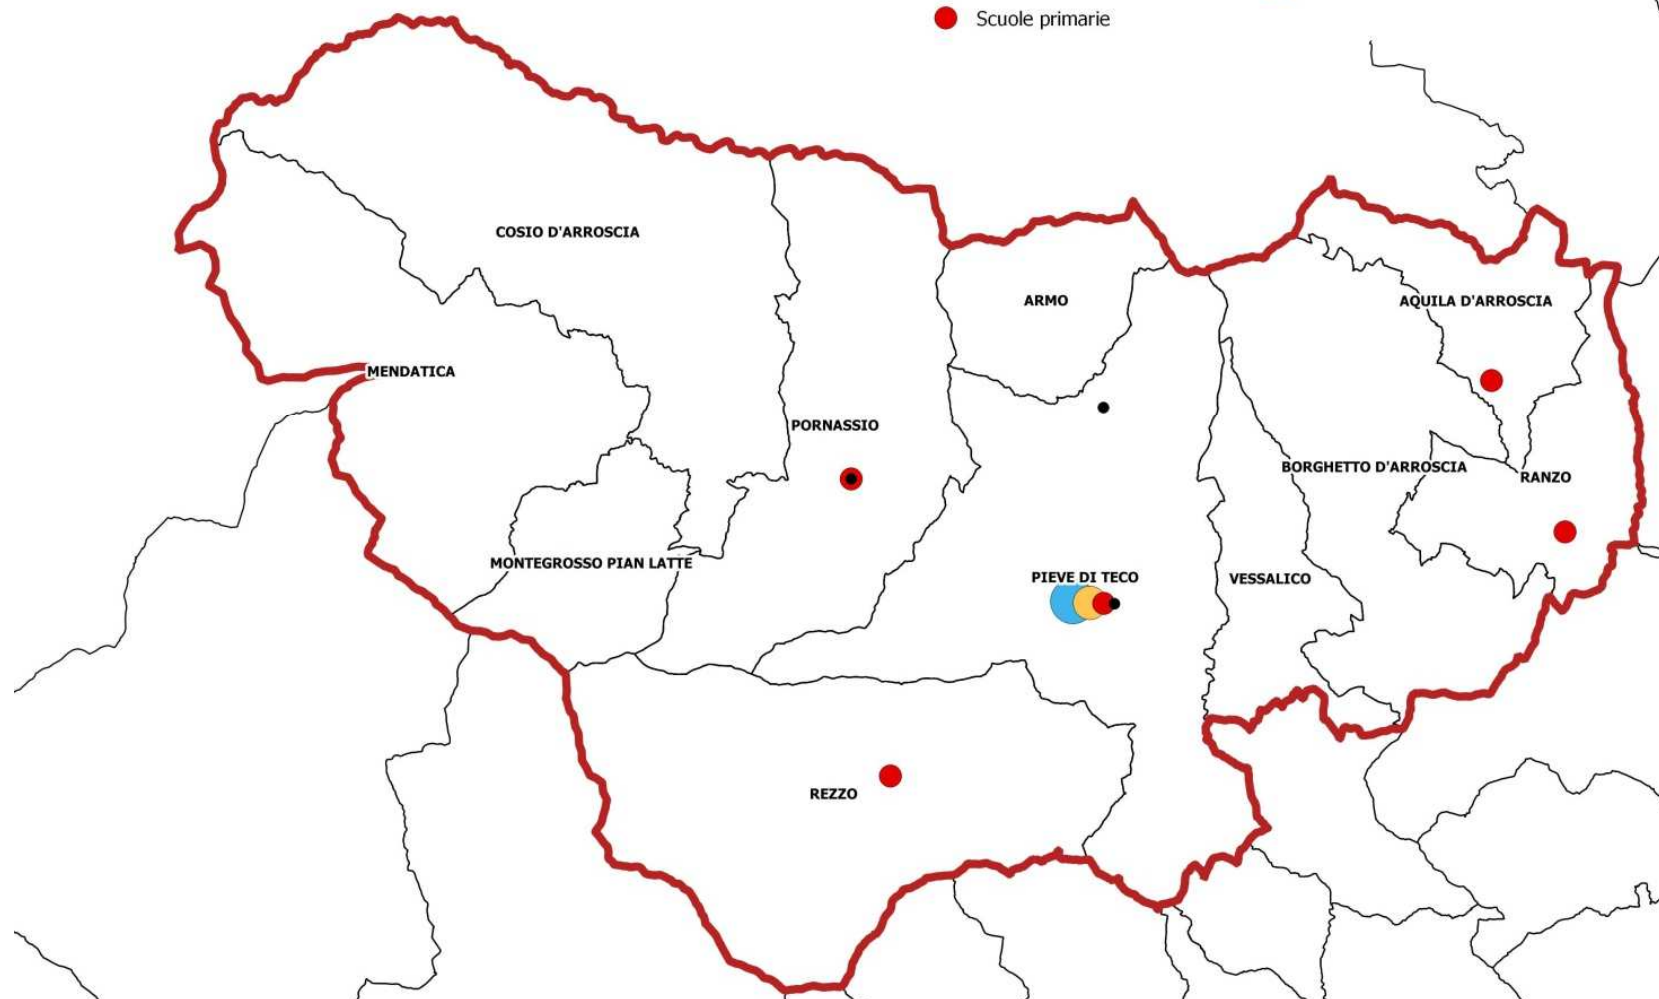 Scuole primarie
COSIO D'ARROSCIA
ARMO
AQUILA D'ARROSCIA
MENDATICA
PORNASSIO
BORGHETTO D'ARROSCIA
RANZO
MONTEGROSSO PIAN LATTE
PIEVE DI TECO
VESSALICO
REZZO